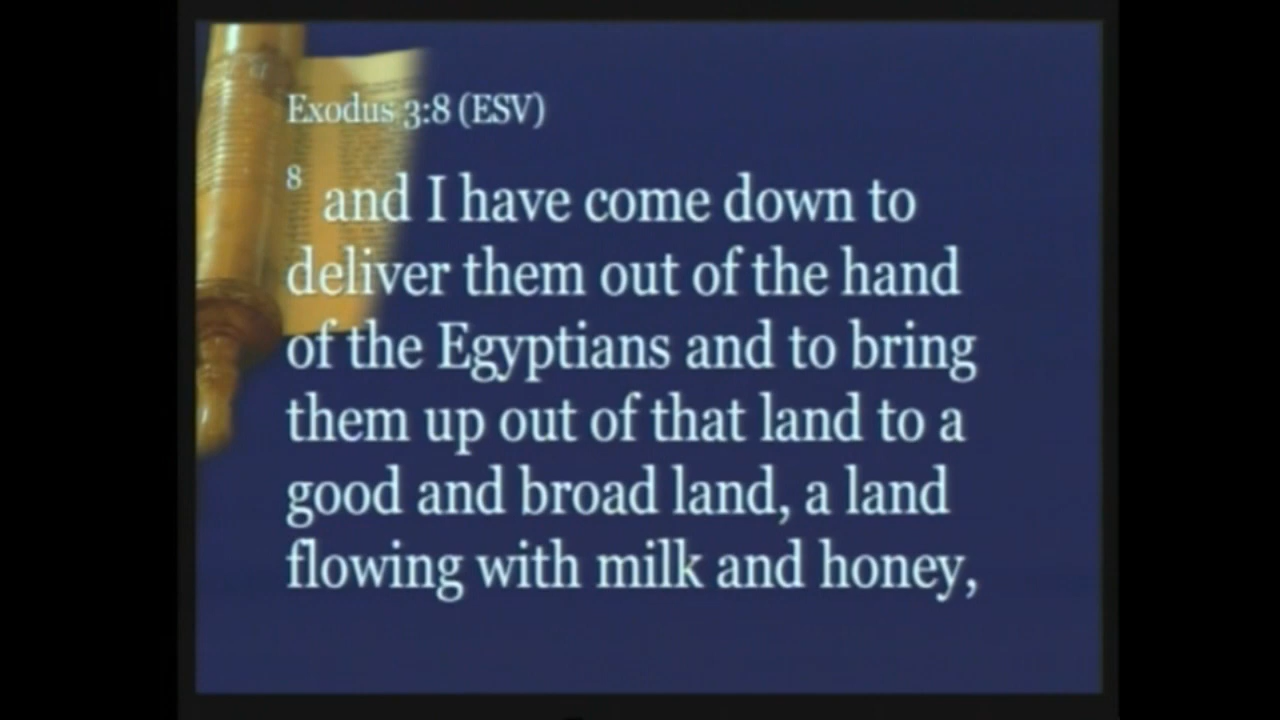 Exodus 3:8 (ESV)
8 and I have come down to
deliver them out of the hand
of the Egyptians and to bring
them up out of that land to a
good and broad land, a land
flowing with milk and honey,